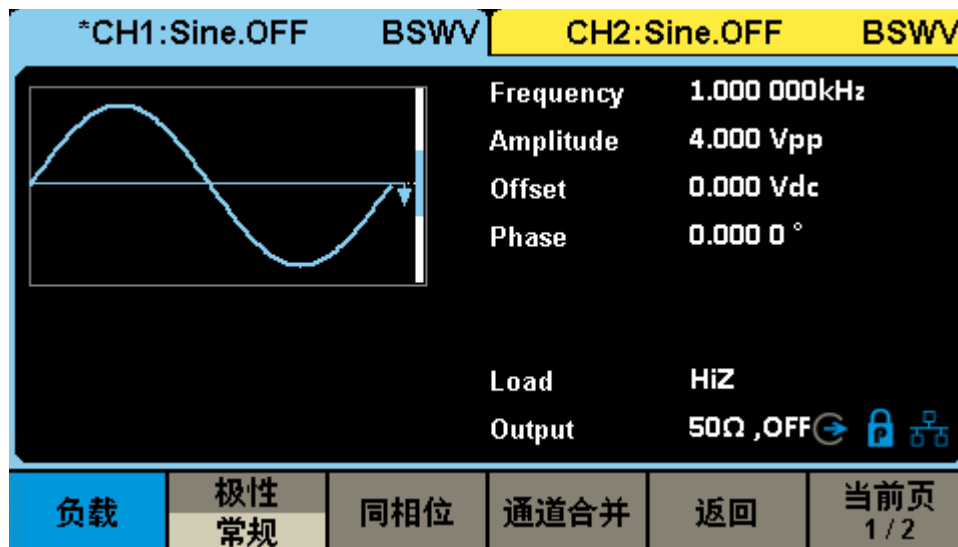 *CH1:Sine.OFF BSWV CH2:Sine.OFF BSWV
Frequency 1.000 000kHz
Amplitude 4.000 Vpp
Offset 0.000 Vdc
Phase 0.000 0 °
Load HiZ
Output 50Ω ,OFF P
负载 极性 常规 同相位 通道合并 返回 当前页 1/2